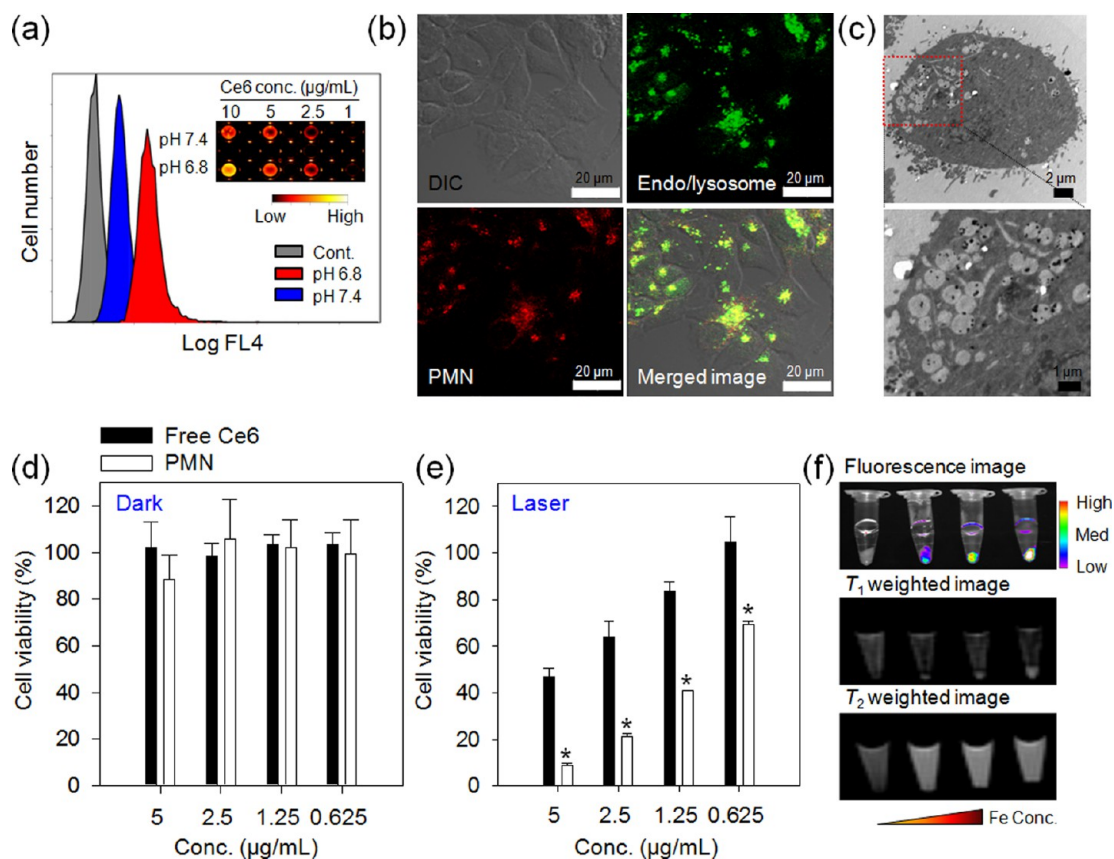 (a)
Ce6 conc. (μg/mL)
10 5 2.5 1
pH 7.4
pH 6.8
Low High
Cont.
pH 6.8
pH 7.4
Cell number
Log FL4
(b)
DIC
20 μm
Endo/lysosome
20 μm
PMN
20 μm
Merged image
20 μm
(c)
2 μm
1 μm
Free Ce6
PMN
(d)
Dark
120
100
80
60
40
20
0
Cell viability (%)
5 2.5 1.25 0.625
Conc. (μg/mL)
(e)
Laser
120
100
80
60
40
20
0
Cell viability (%)
* * * *
5 2.5 1.25 0.625
Conc. (μg/mL)
(f)
Fluorescence image
High
Med
Low
T1 weighted image
T2 weighted image
Fe Conc.